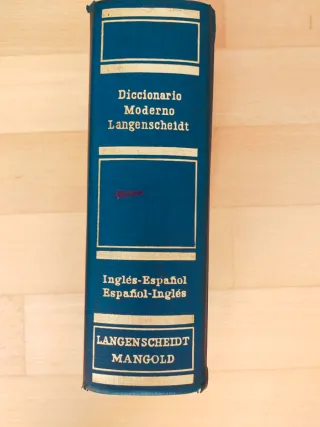 Diccionario
Moderno
Langenscheidt
Inglés-Español
Español-Inglés
LANGENSCHEIDT
MANGOLD